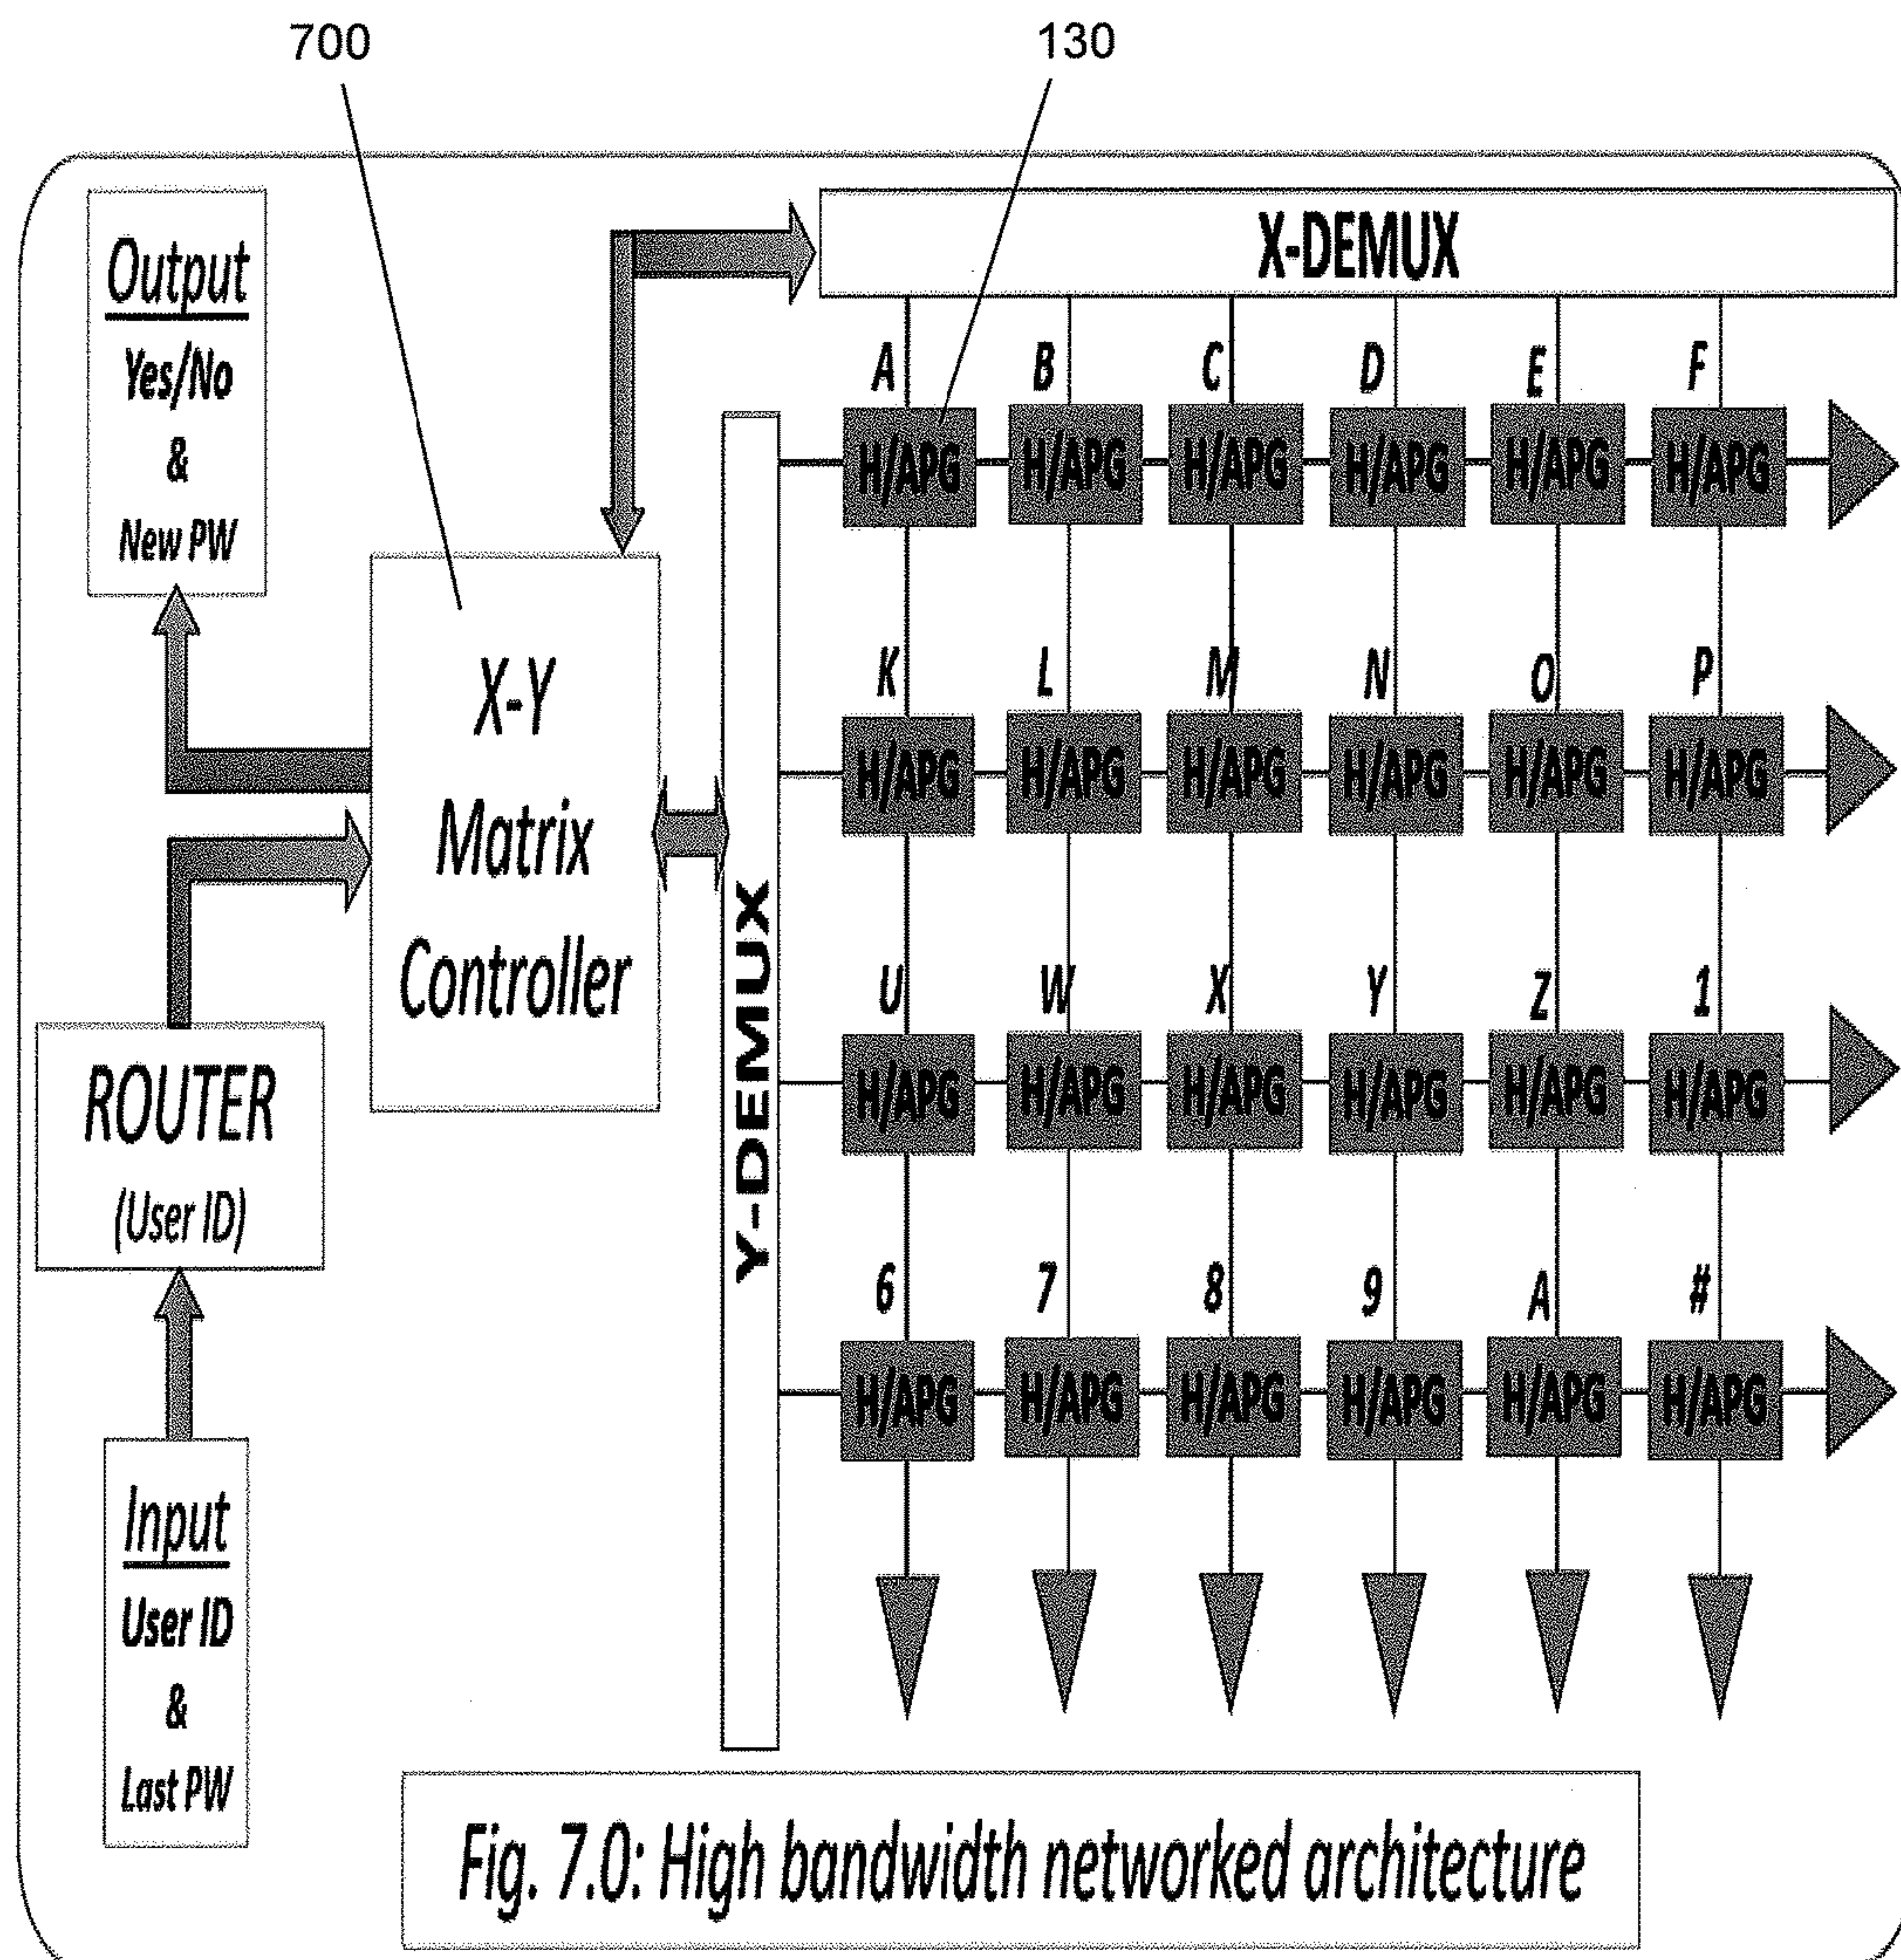 700
130
Output
Yes/No
&
New PW
X-DEMUX
A B C D E F
H/APG H/APG H/APG H/APG H/APG H/APG
X-Y
Matrix
Controller
K L M N O P
H/APG H/APG H/APG H/APG H/APG H/APG
Y-DEMUX
U W X Y Z 1
H/APG H/APG H/APG H/APG H/APG H/APG
ROUTER
(User ID)
6 7 8 9 A #
H/APG H/APG H/APG H/APG H/APG H/APG
Input
User ID
&
Last PW
Fig. 7.0: High bandwidth networked architecture